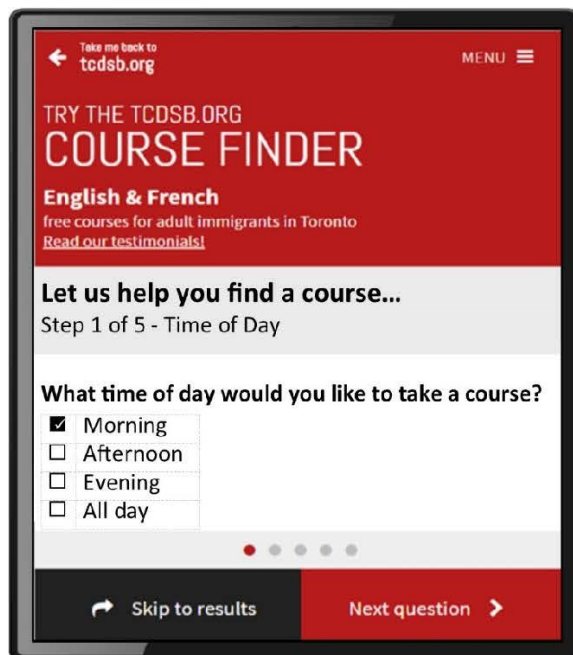 Take me back to
tcdsb.org
MENU
TRY THE TCDSB.ORG
COURSE FINDER
English & French
free courses for adult immigrants in Toronto
Read our testimonials!
Let us help you find a course...
Step 1 of 5 - Time of Day
What time of day would you like to take a course?
Morning
Afternoon
Evening
All day
Skip to results
Next question